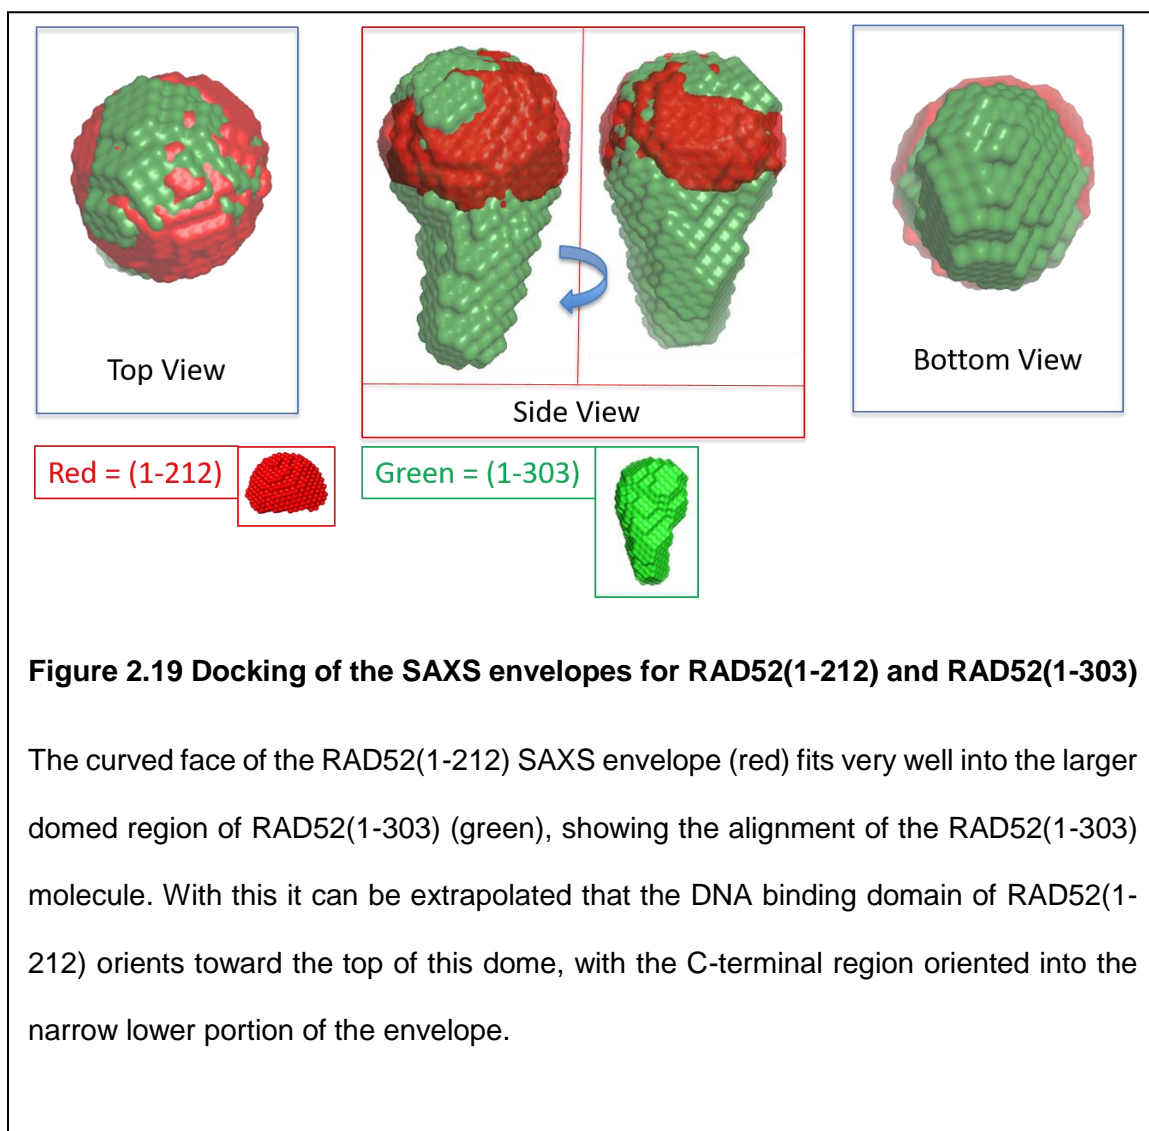 Top View
Side View
Bottom View
Red = (1-212)
Green = (1-303)
Figure 2.19 Docking of the SAXS envelopes for RAD52(1-212) and RAD52(1-303)
The curved face of the RAD52(1-212) SAXS envelope (red) fits very well into the larger
domed region of RAD52(1-303) (green), showing the alignment of the RAD52(1-303)
molecule. With this it can be extrapolated that the DNA binding domain of RAD52(1-
212) orients toward the top of this dome, with the C-terminal region oriented into the
narrow lower portion of the envelope.